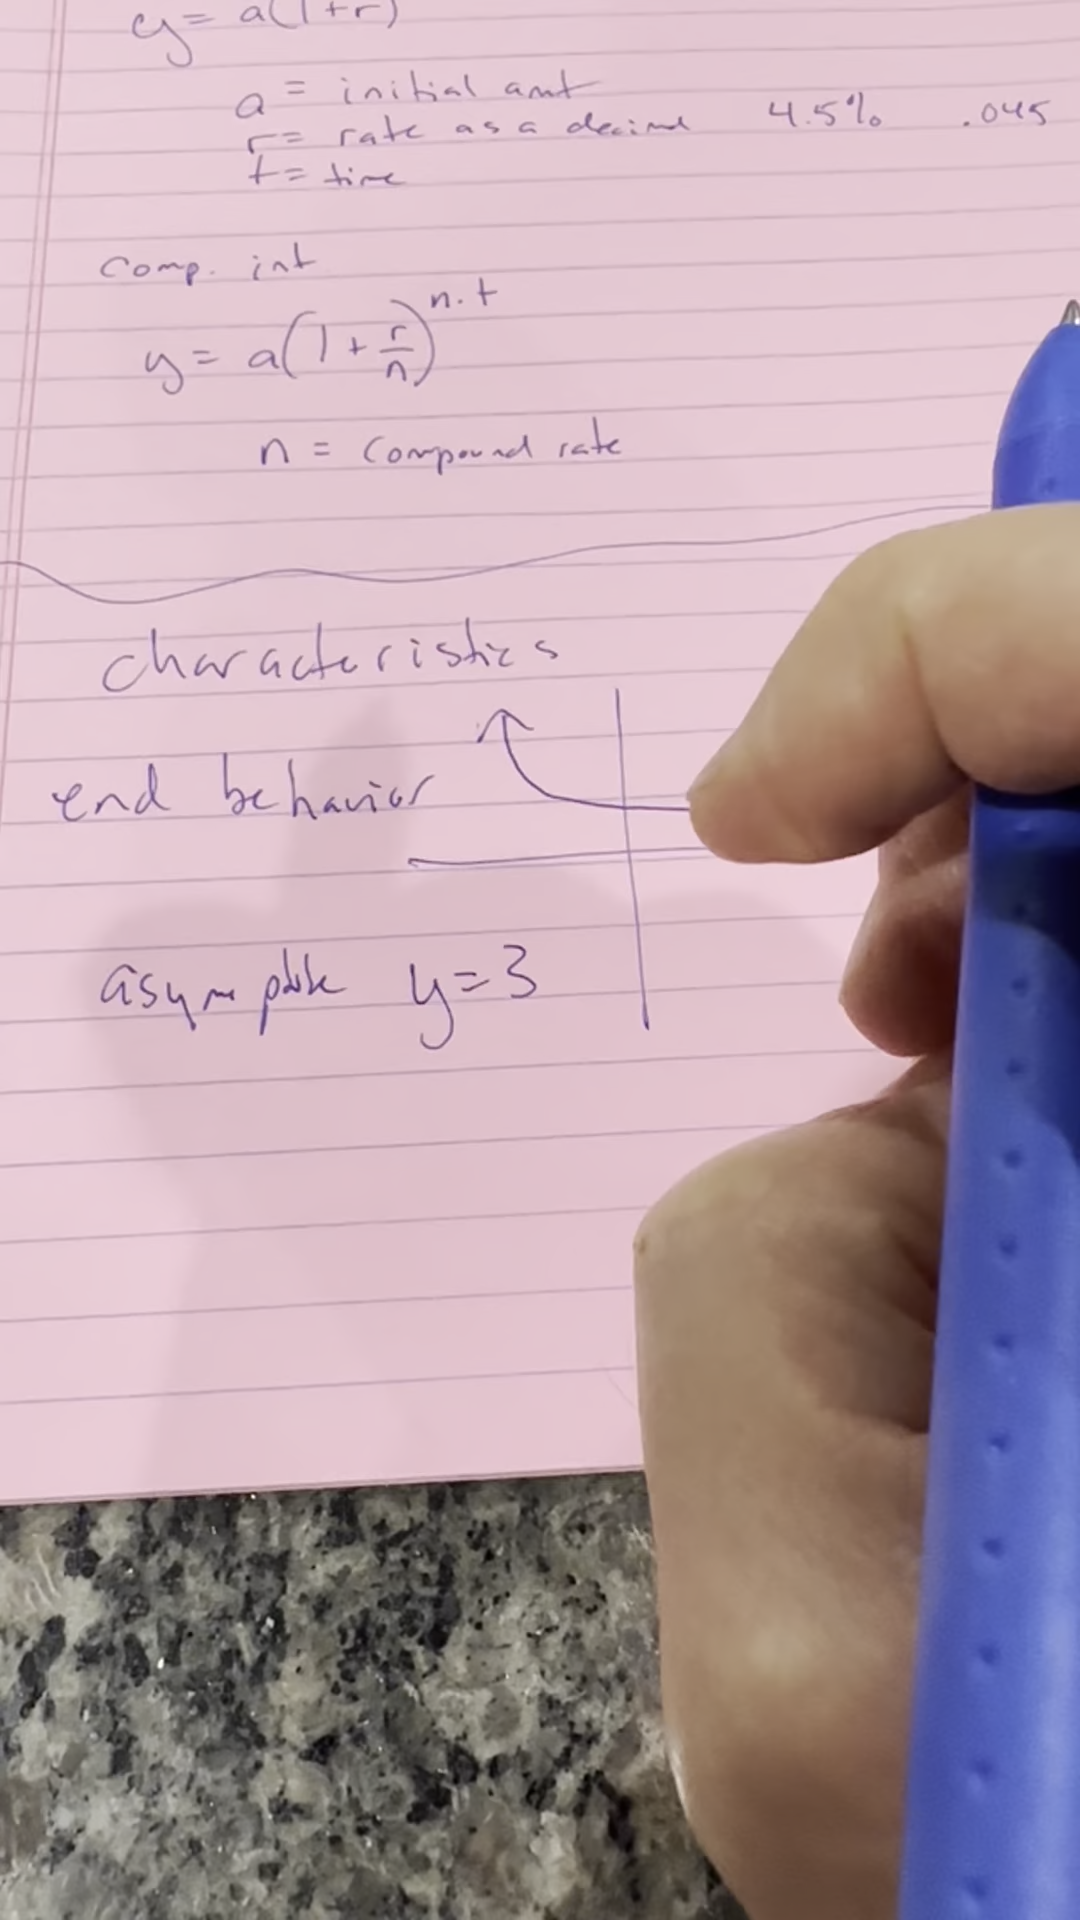 y = a(1+r)
a = initial amt
r = rate as a decimal 4.5% .045
t = time
comp. int
y = a(1 + r/n)^n.t
n = compound rate
characteristics
end behavior
asymptote y=3